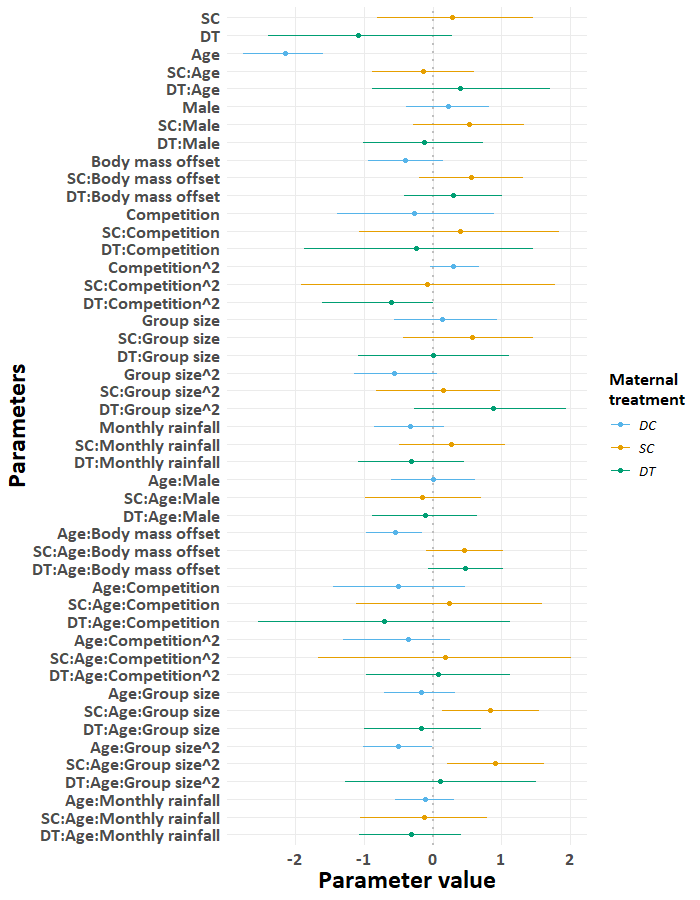 SC
DT
Age
SC:Age
DT:Age
Male
SC:Male
DT:Male
Body mass offset
SC:Body mass offset
DT:Body mass offset
Competition
SC:Competition
DT:Competition
Competition^2
SC:Competition^2
DT:Competition^2
Group size
SC:Group size
DT:Group size
Group size^2
SC:Group size^2
DT:Group size^2
Monthly rainfall
SC:Monthly rainfall
DT:Monthly rainfall
Age:Male
SC:Age:Male
DT:Age:Male
Age:Body mass offset
SC:Age:Body mass offset
DT:Age:Body mass offset
Age:Competition
SC:Age:Competition
DT:Age:Competition
Age:Competition^2
SC:Age:Competition^2
DT:Age:Competition^2
Age:Group size
SC:Age:Group size
DT:Age:Group size
Age:Group size^2
SC:Age:Group size^2
DT:Age:Group size^2
Age:Monthly rainfall
SC:Age:Monthly rainfall
DT:Age:Monthly rainfall
Parameters
-2 -1 0 1 2
Parameter value
Maternal
treatment
DC
SC
DT